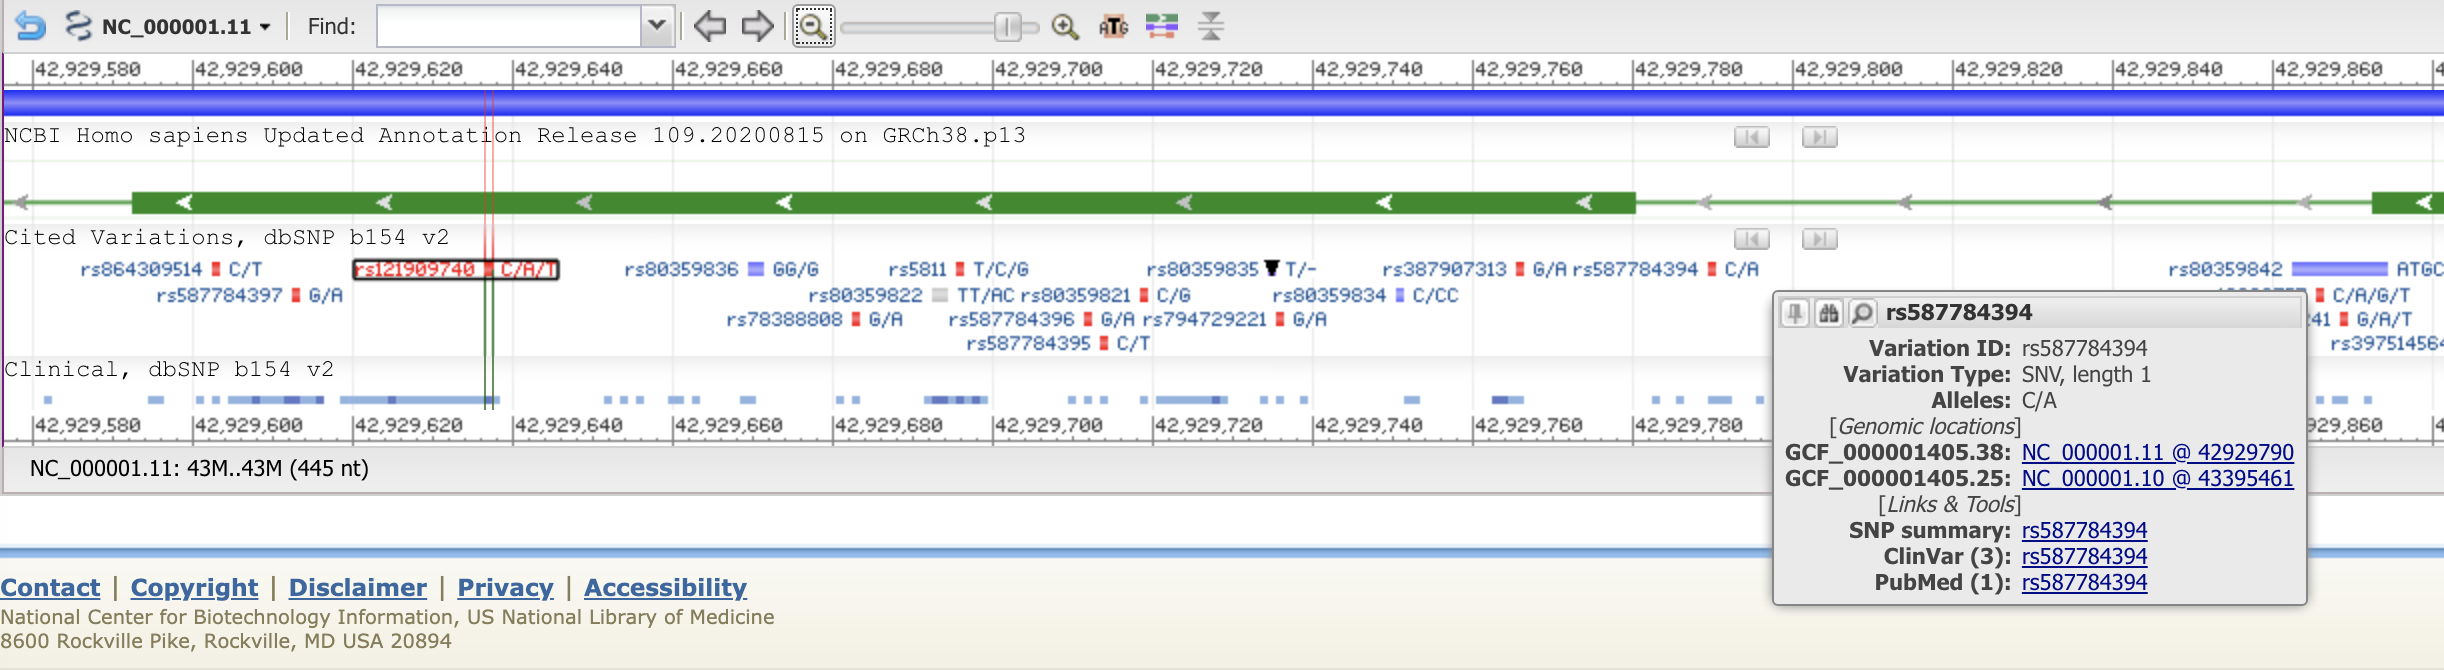 NC_000001.11 Find:
42,929,580 42,929,600 42,929,620 42,929,640 42,929,660 42,929,680 42,929,700 42,929,720 42,929,740 42,929,760 42,929,780 42,929,800 42,929,820 42,929,840 42,929,860 4
NCBI Homo sapiens Updated Annotation Release 109.20200815 on GRCh38.p13
Cited Variations, dbSNP b154 v2
rs864309514 C/T rs121909740 C/A/T rs80359836 GG/G rs5811 T/C/G rs80359835 T/- rs387907313 G/A rs587784394 C/A rs80359842 ATGC
rs587784397 G/A rs80359822 TT/AC rs80359821 C/G rs80359834 C/CC C/A/G/T
rs78388808 G/A rs587784396 G/A rs794729221 G/A 41 G/A/T
rs587784395 C/T rs39751456
Clinical, dbSNP b154 v2
42,929,580 42,929,600 42,929,620 42,929,640 42,929,660 42,929,680 42,929,700 42,929,720 42,929,740 42,929,760 42,929,780 929,860 4
NC_000001.11: 43M..43M (445 nt)
rs587784394
Variation ID: rs587784394
Variation Type: SNV, length 1
Alleles: C/A
[Genomic locations]
GCF_000001405.38: NC_000001.11 @ 42929790
GCF_000001405.25: NC_000001.10 @ 43395461
[Links & Tools]
SNP summary: rs587784394
ClinVar (3): rs587784394
PubMed (1): rs587784394
Contact | Copyright | Disclaimer | Privacy | Accessibility
National Center for Biotechnology Information, US National Library of Medicine
8600 Rockville Pike, Rockville, MD USA 20894